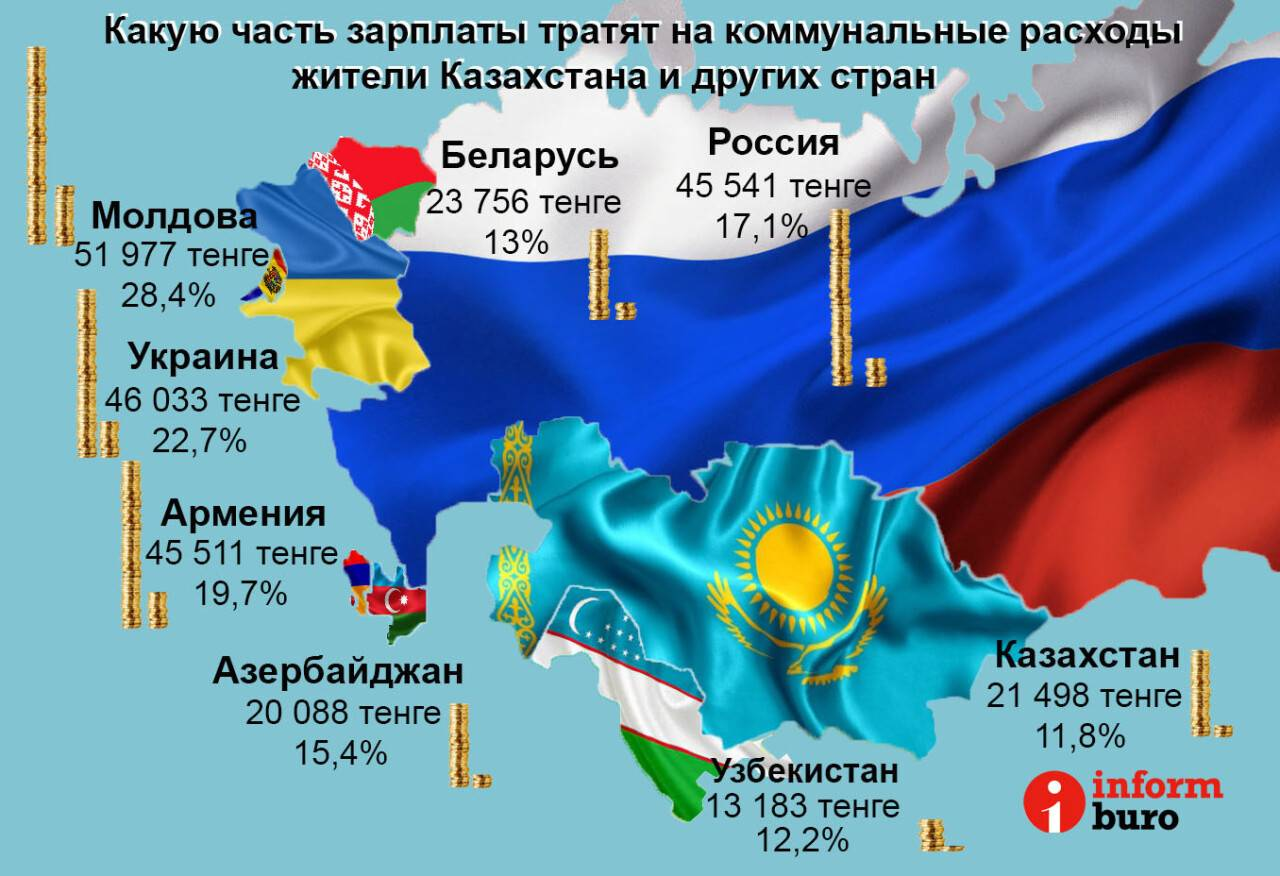 Какую часть зарплаты тратят на коммунальные расходы
жители Казахстана и других стран
Беларусь
23 756 тенге
13%
Россия
45 541 тенге
17,1%
Молдова
51 977 тенге
28,4%
Украина
46 033 тенге
22,7%
Армения
45 511 тенге
19,7%
Азербайджан
20 088 тенге
15,4%
Казахстан
21 498 тенге
11,8%
Узбекистан
13 183 тенге
12,2%
inform
buro